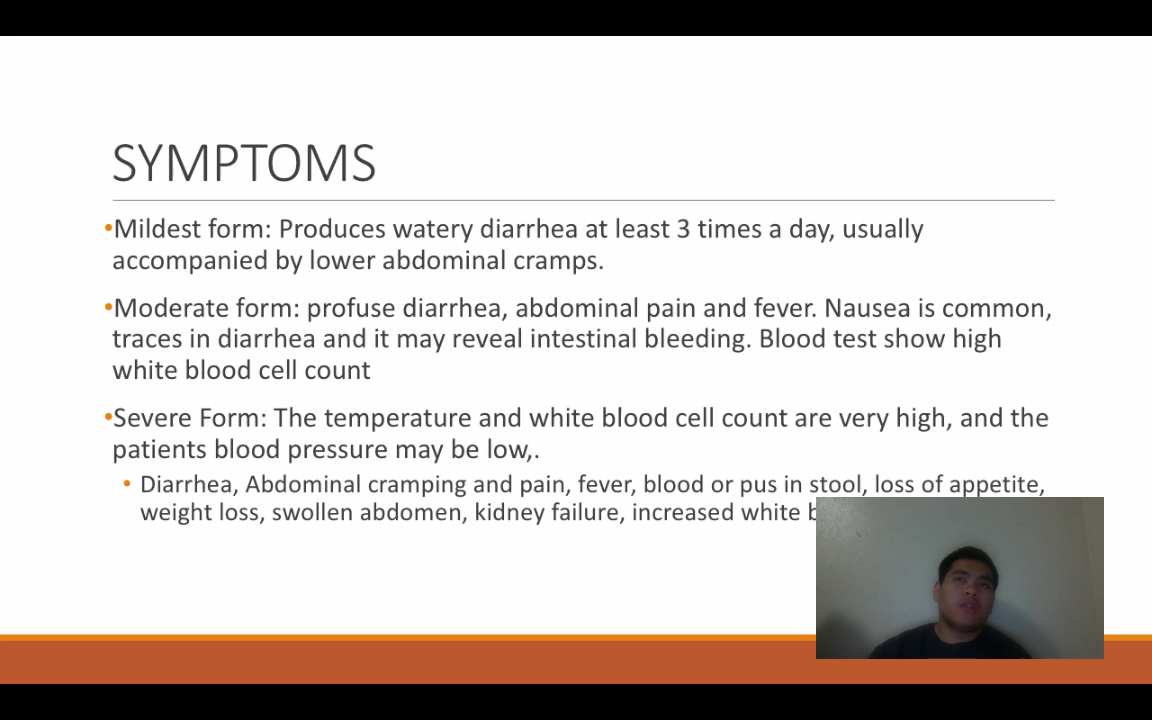 SYMPTOMS
•Mildest form: Produces watery diarrhea at least 3 times a day, usually
accompanied by lower abdominal cramps.
•Moderate form: profuse diarrhea, abdominal pain and fever. Nausea is common,
traces in diarrhea and it may reveal intestinal bleeding. Blood test show high
white blood cell count
•Severe Form: The temperature and white blood cell count are very high, and the
patients blood pressure may be low,.
• Diarrhea, Abdominal cramping and pain, fever, blood or pus in stool, loss of appetite,
weight loss, swollen abdomen, kidney failure, increased white